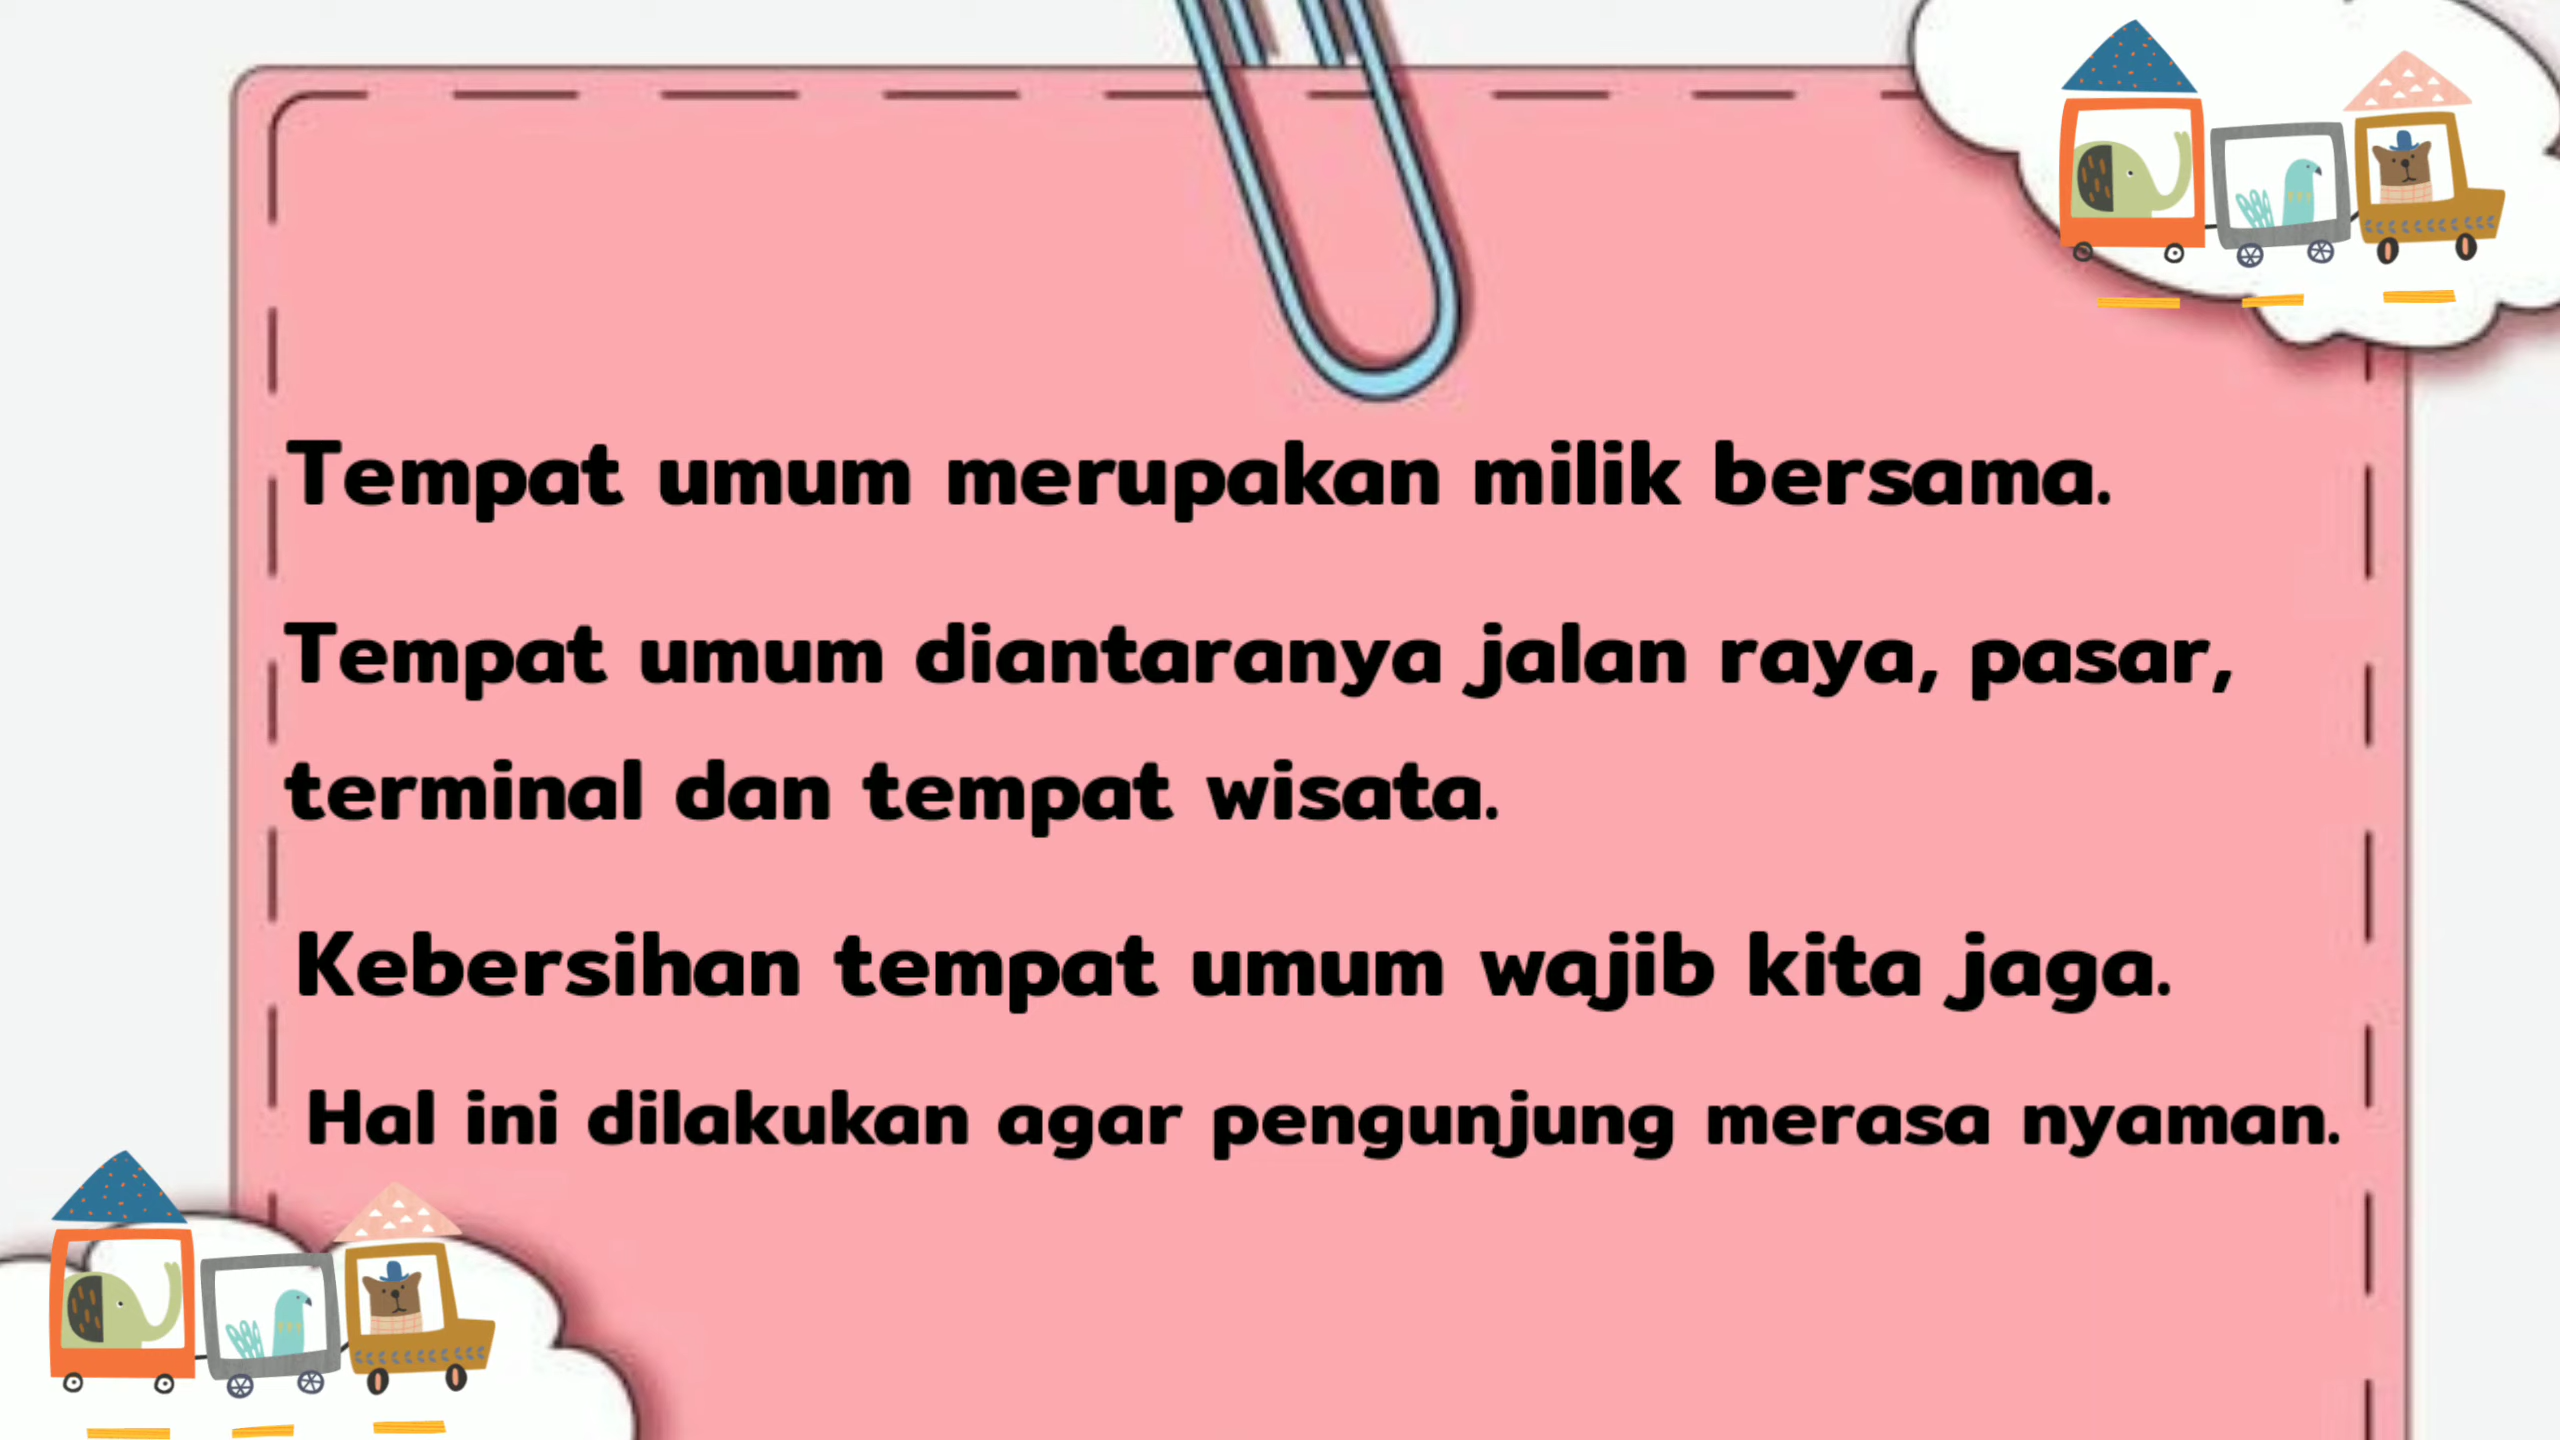 Tempat umum merupakan milik bersama.
Tempat umum diantaranya jalan raya, pasar,
terminal dan tempat wisata.
Kebersihan tempat umum wajib kita jaga.
Hal ini dilakukan agar pengunjung merasa nyaman.